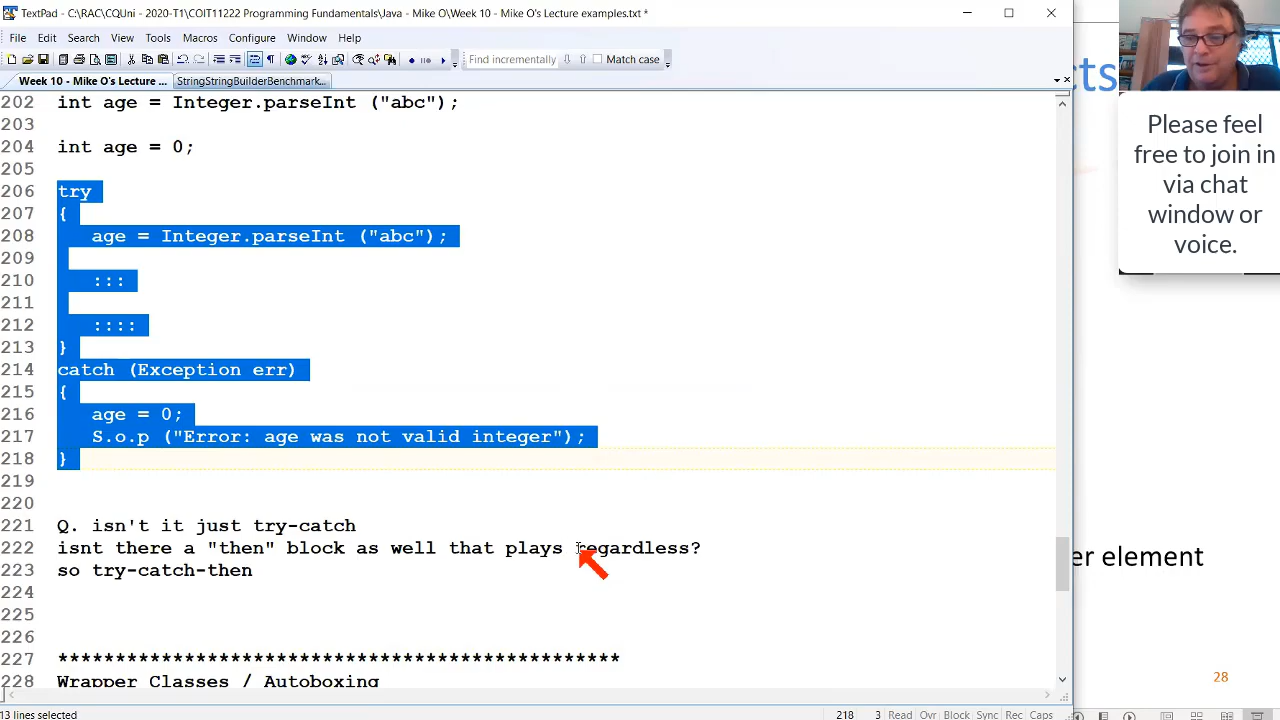 TextPad - C:\RAC\CQUni - 2020-T1\COIT11222 Programming Fundamentals\Java - Mike O\Week 10 - Mike O's Lecture examples.txt *
File Edit Search View Tools Macros Configure Window Help
Find incrementally Match case
Week 10 - Mike O's Lecture ... StringStringBuilderBenchmark...
202 int age = Integer.parseInt ("abc");
203
204 int age = 0;
205
206 try
207 {
208 age = Integer.parseInt ("abc");
209
210 :::
211
212 ::::
213 }
214 catch (Exception err)
215 {
216 age = 0;
217 S.o.p ("Error: age was not valid integer");
218 }
219
220
221 Q. isn't it just try-catch
222 isnt there a "then" block as well that plays regardless?
223 so try-catch-then
224
225
226
227 *************************************************
228 Wrapper Classes / Autoboxing
13 lines selected 218 3 Read Ovr Block Sync Rec Caps
cts
Please feel
free to join in
via chat
window or
voice.
er element
28